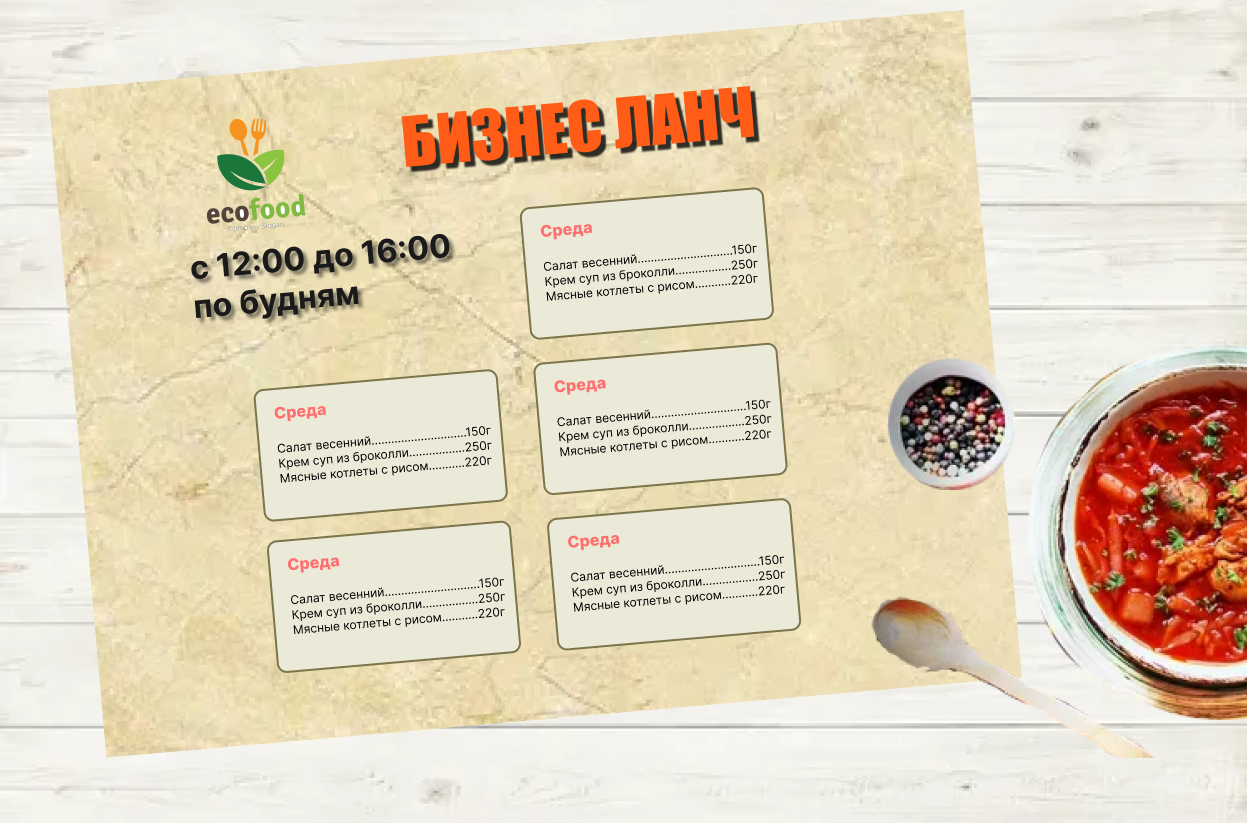 БИЗНЕС ЛАНЧ
ecofood
Company Slogan
с 12:00 до 16:00
по будням
Среда
Салат весенний............................150г
Крем суп из броколли.................250г
Мясные котлеты с рисом...........220г
Среда
Салат весенний............................150г
Крем суп из броколли.................250г
Мясные котлеты с рисом...........220г
Среда
Салат весенний............................150г
Крем суп из броколли.................250г
Мясные котлеты с рисом...........220г
Среда
Салат весенний............................150г
Крем суп из броколли.................250г
Мясные котлеты с рисом...........220г
Среда
Салат весенний............................150г
Крем суп из броколли.................250г
Мясные котлеты с рисом...........220г